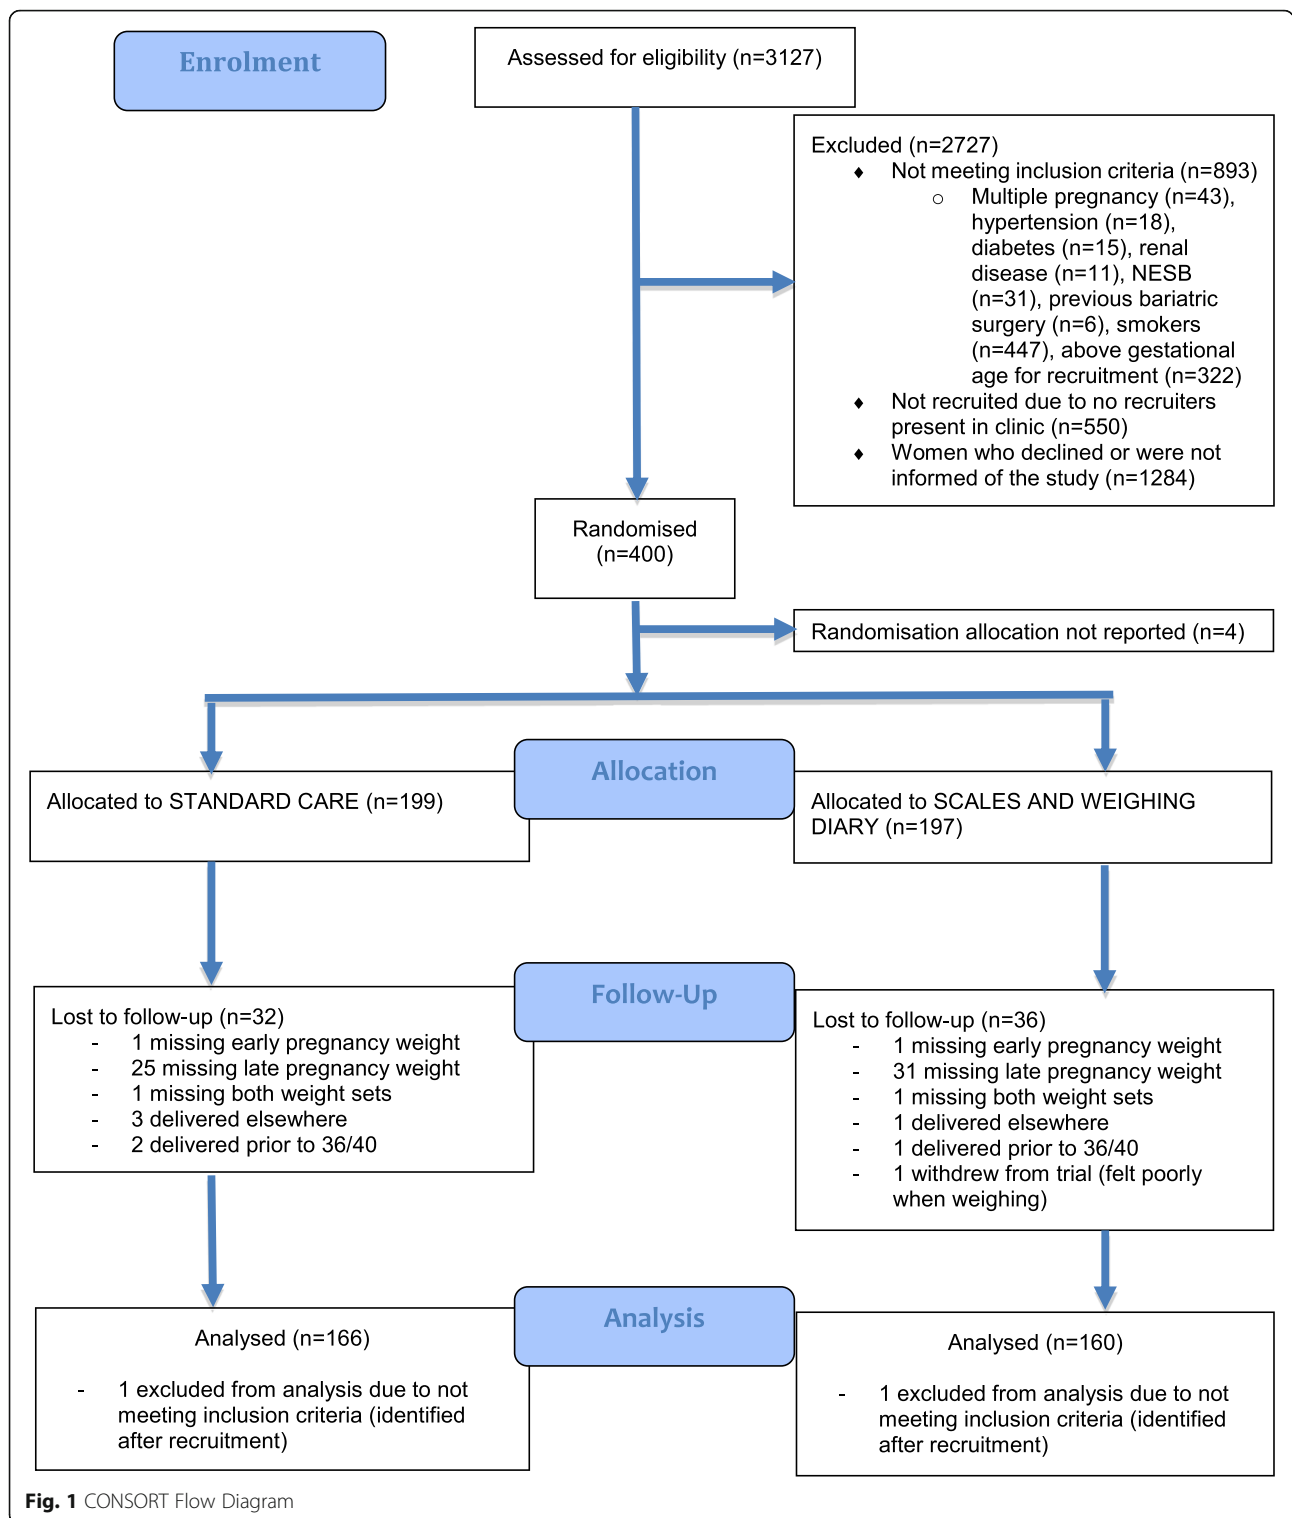 Enrolment
Assessed for eligibility (n=3127)
Excluded (n=2727)
♦ Not meeting inclusion criteria (n=893)
○ Multiple pregnancy (n=43),
hypertension (n=18),
diabetes (n=15), renal
disease (n=11), NESB
(n=31), previous bariatric
surgery (n=6), smokers
(n=447), above gestational
age for recruitment (n=322)
♦ Not recruited due to no recruiters
present in clinic (n=550)
♦ Women who declined or were not
informed of the study (n=1284)
Randomised
(n=400)
Randomisation allocation not reported (n=4)
Allocation
Allocated to STANDARD CARE (n=199)
Allocated to SCALES AND WEIGHING
DIARY (n=197)
Follow-Up
Lost to follow-up (n=32)
- 1 missing early pregnancy weight
- 25 missing late pregnancy weight
- 1 missing both weight sets
- 3 delivered elsewhere
- 2 delivered prior to 36/40
Lost to follow-up (n=36)
- 1 missing early pregnancy weight
- 31 missing late pregnancy weight
- 1 missing both weight sets
- 1 delivered elsewhere
- 1 delivered prior to 36/40
- 1 withdrew from trial (felt poorly
when weighing)
Analysis
Analysed (n=166)
- 1 excluded from analysis due to not
meeting inclusion criteria (identified
after recruitment)
Analysed (n=160)
- 1 excluded from analysis due to not
meeting inclusion criteria (identified
after recruitment)
Fig. 1 CONSORT Flow Diagram